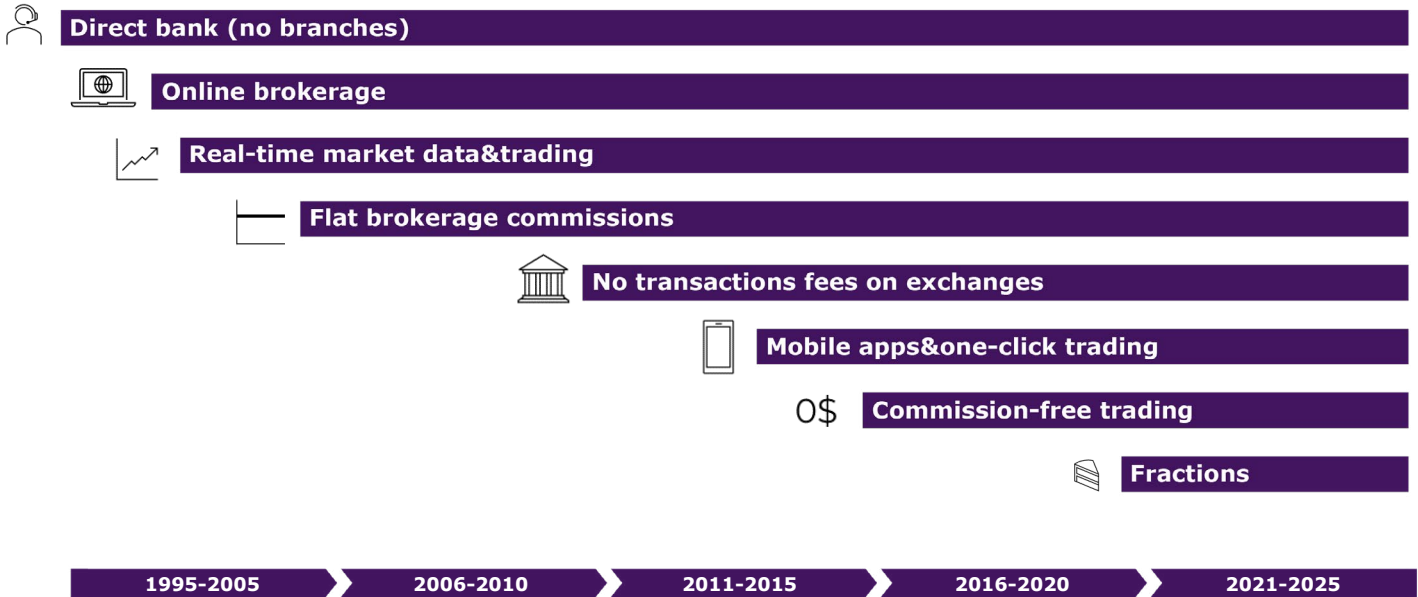 Direct bank (no branches)
Online brokerage
Real-time market data&trading
Flat brokerage commissions
No transactions fees on exchanges
Mobile apps&one-click trading
0$ Commission-free trading
Fractions
1995-2005 2006-2010 2011-2015 2016-2020 2021-2025